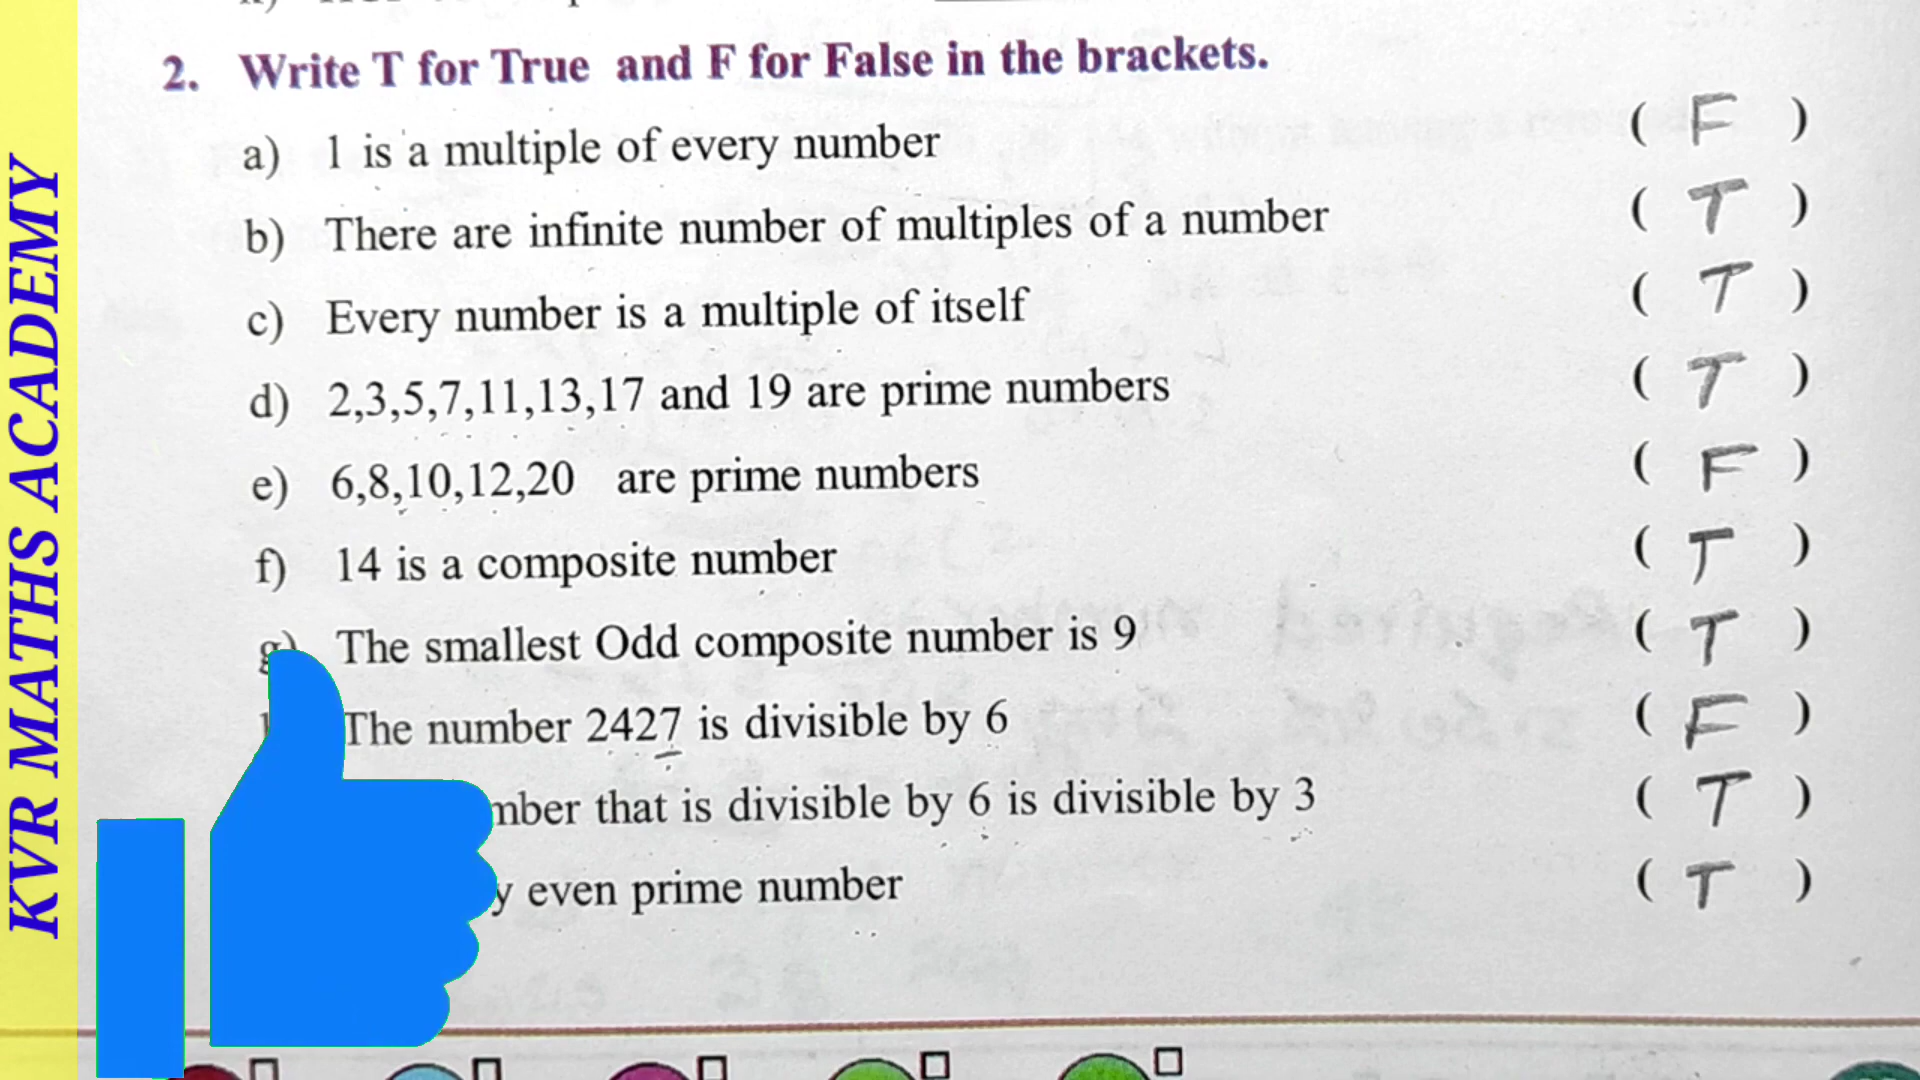 KVR MATHS ACADEMY
2. Write T for True and F for False in the brackets.
a) 1 is a multiple of every number ( F )
b) There are infinite number of multiples of a number ( T )
c) Every number is a multiple of itself ( T )
d) 2,3,5,7,11,13,17 and 19 are prime numbers ( T )
e) 6,8,10,12,20 are prime numbers ( F )
f) 14 is a composite number ( T )
g) The smallest Odd composite number is 9 ( T )
The number 2427 is divisible by 6 ( F )
that is divisible by 6 is divisible by 3 ( T )
even prime number ( T )